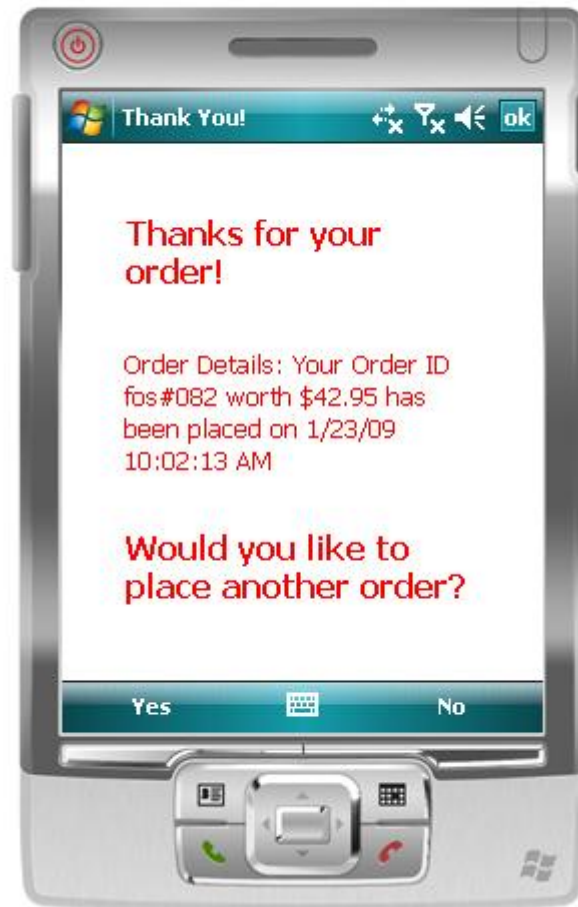 Thank You!
ok
Thanks for your
order!
Order Details: Your Order ID
fos#082 worth $42.95 has
been placed on 1/23/09
10:02:13 AM
Would you like to
place another order?
Yes
No